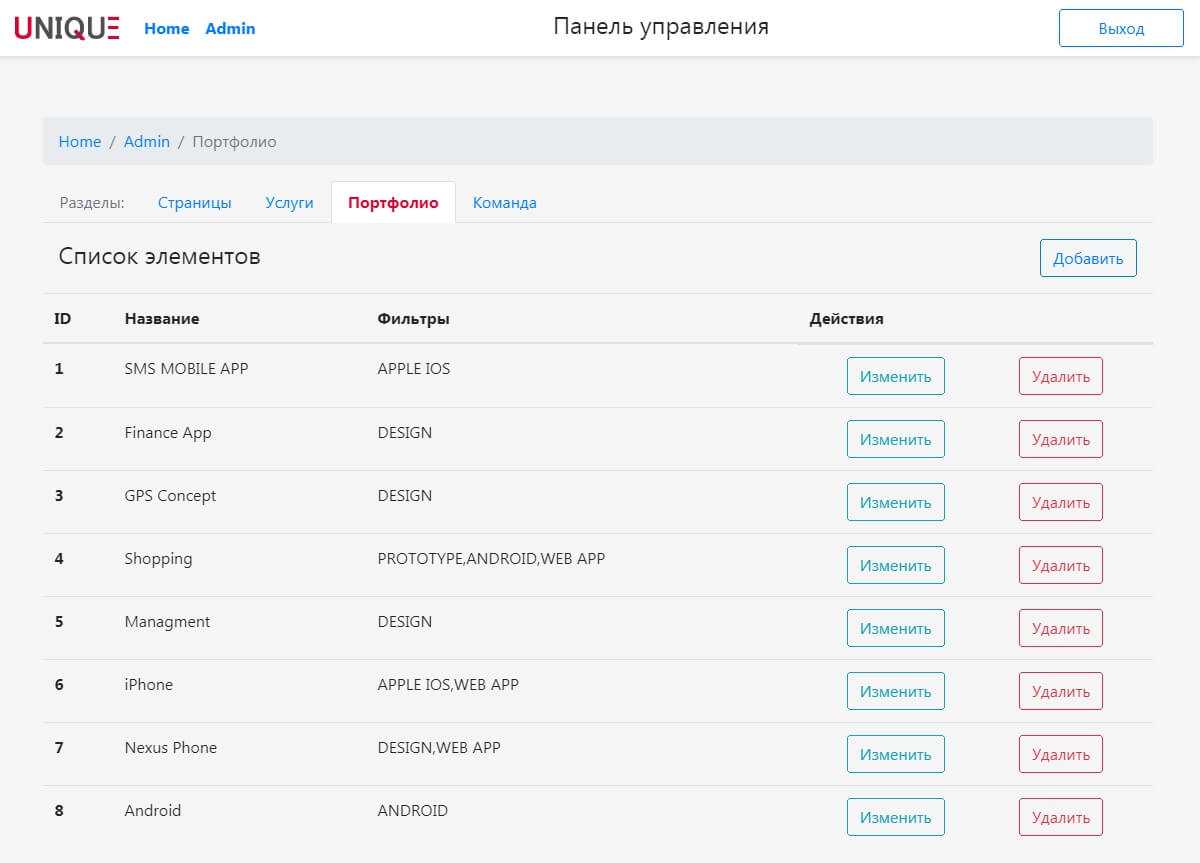 UNIQUE Home Admin Панель управления Выход
Home / Admin / Портфолио
Разделы: Страницы Услуги Портфолио Команда
Список элементов Добавить
ID Название Фильтры Действия
1 SMS MOBILE APP APPLE IOS Изменить Удалить
2 Finance App DESIGN Изменить Удалить
3 GPS Concept DESIGN Изменить Удалить
4 Shopping PROTOTYPE,ANDROID,WEB APP Изменить Удалить
5 Managment DESIGN Изменить Удалить
6 iPhone APPLE IOS,WEB APP Изменить Удалить
7 Nexus Phone DESIGN,WEB APP Изменить Удалить
8 Android ANDROID Изменить Удалить